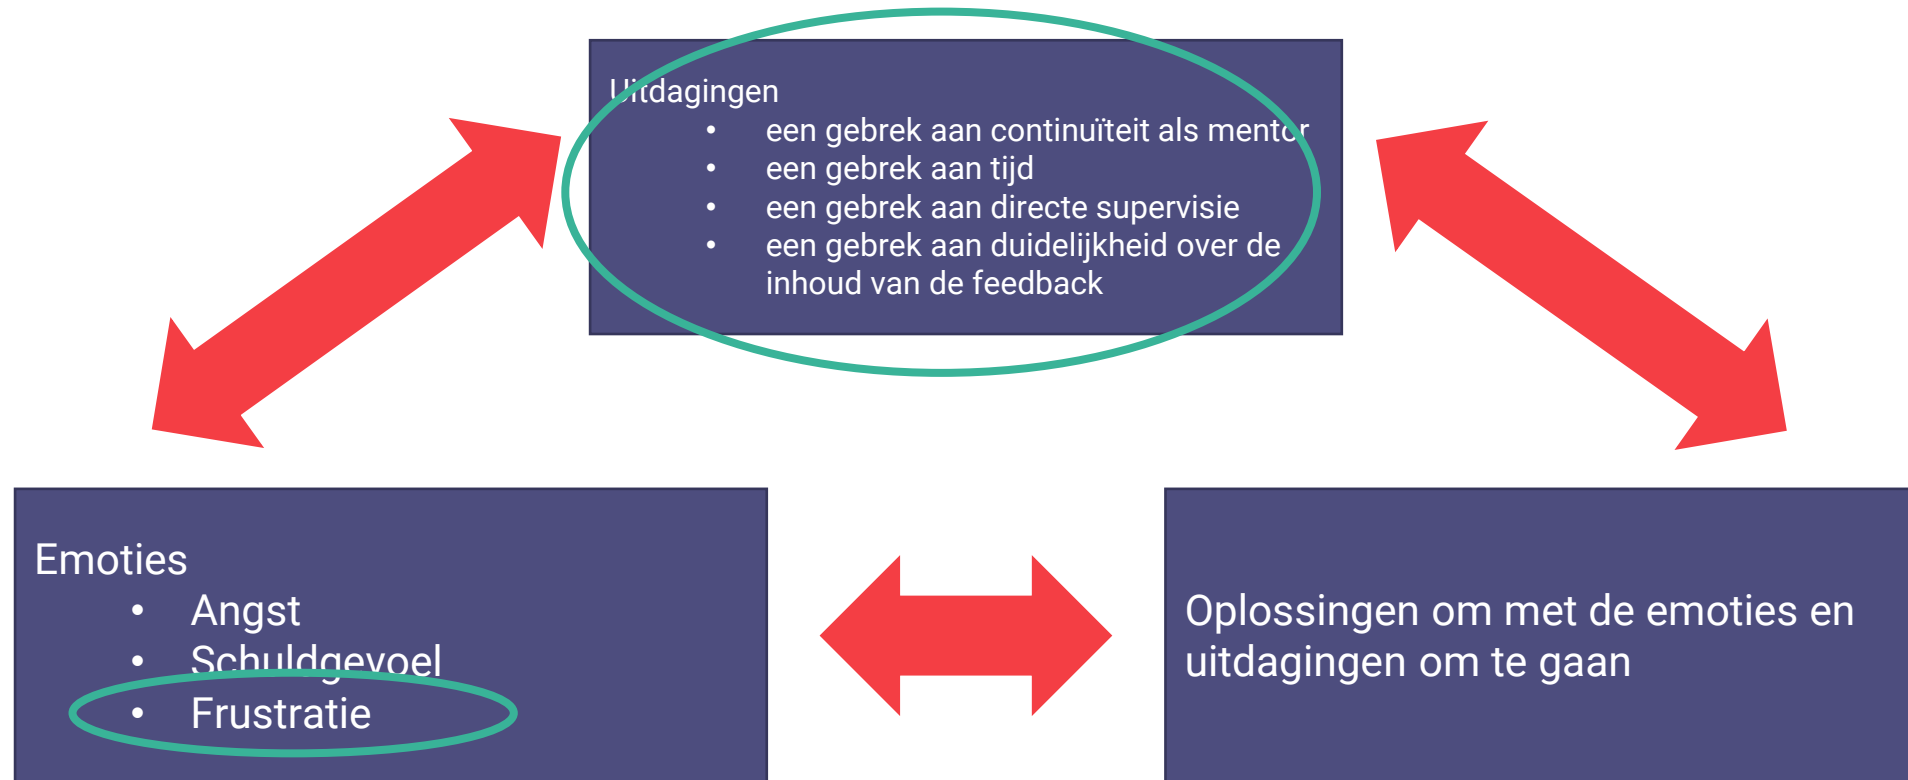 Uitdagingen
• een gebrek aan continuïteit als mentor
• een gebrek aan tijd
• een gebrek aan directe supervisie
• een gebrek aan duidelijkheid over de
inhoud van de feedback
Emoties
• Angst
• Schuldgevoel
• Frustratie
Oplossingen om met de emoties en
uitdagingen om te gaan